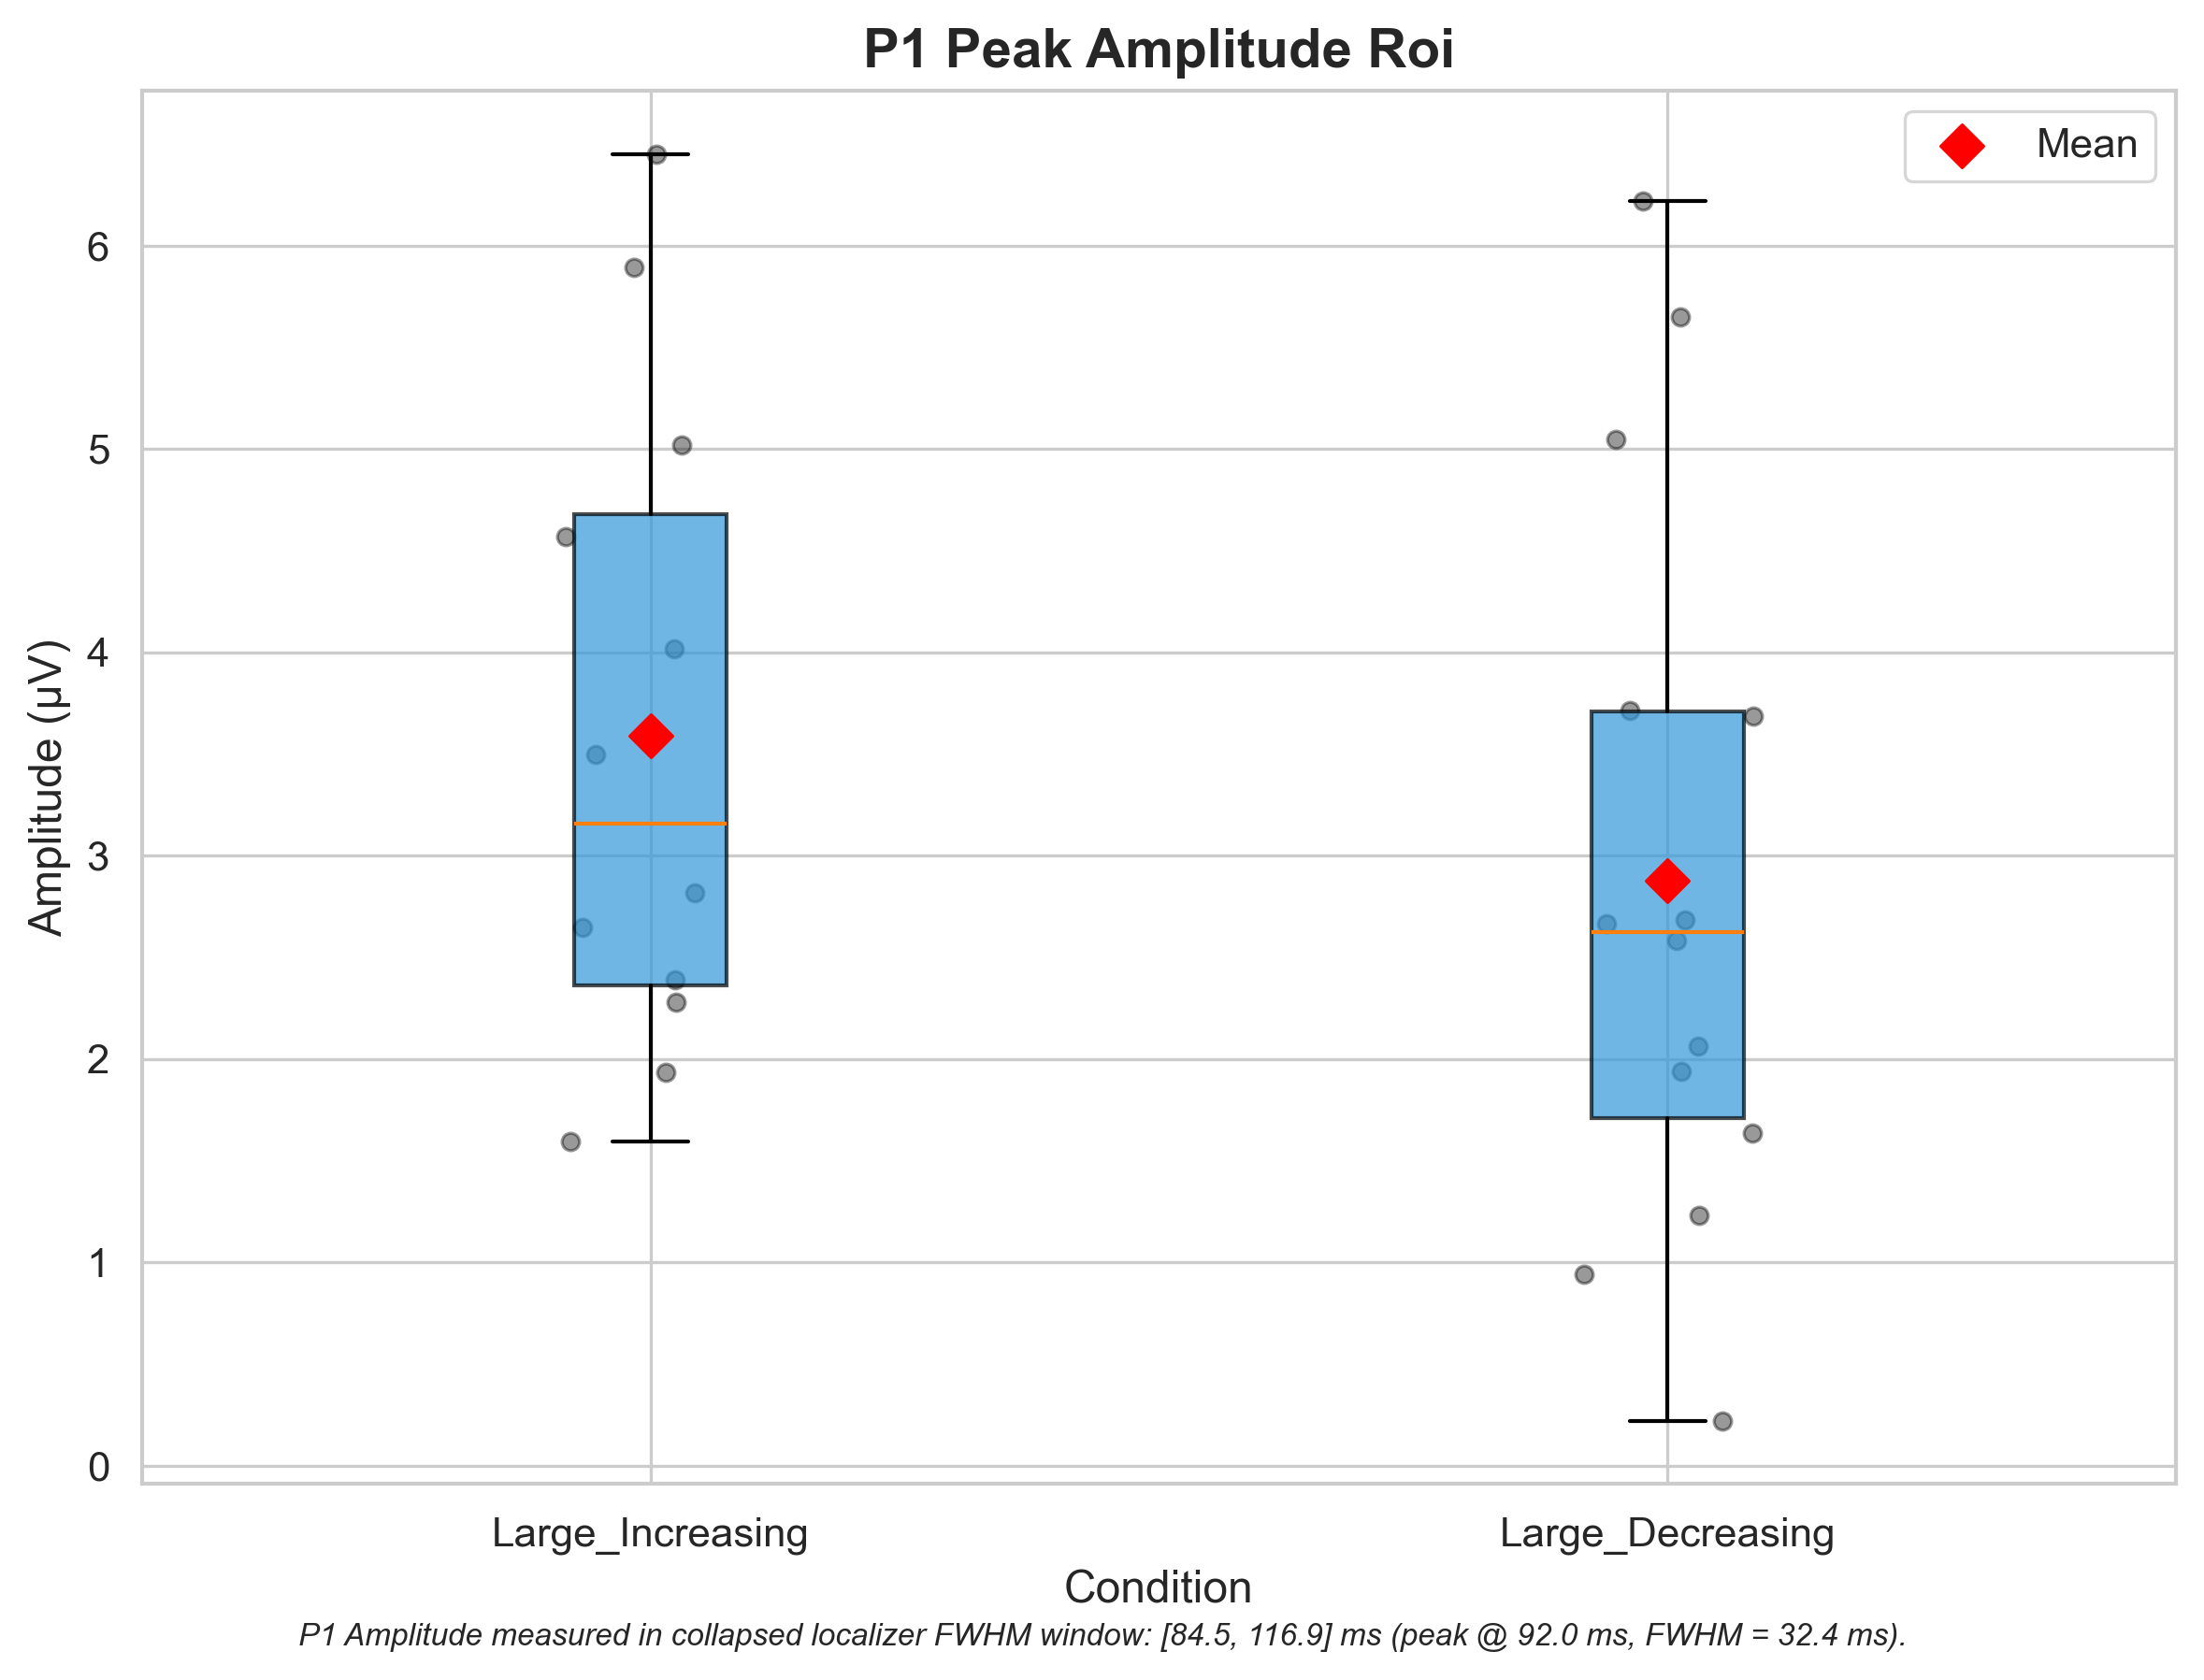 P1 Peak Amplitude Roi
Mean
Amplitude (µV)
6
5
4
3
2
1
0
Large_Increasing
Large_Decreasing
Condition
P1 Amplitude measured in collapsed localizer FWHM window: [84.5, 116.9] ms (peak @ 92.0 ms, FWHM = 32.4 ms).